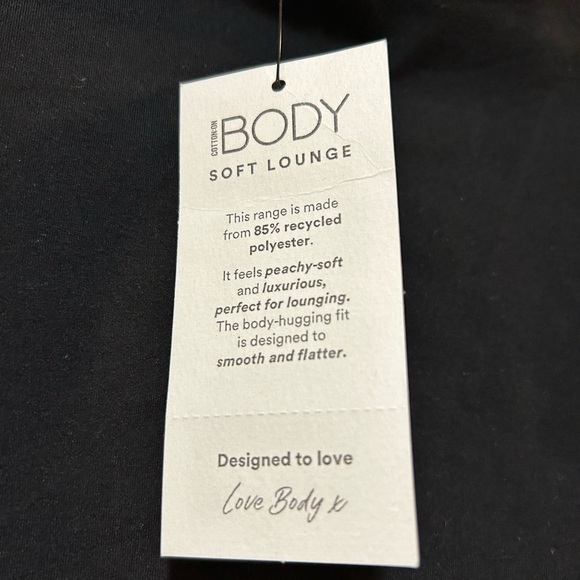 COTTON:ON
BODY
SOFT LOUNGE
This range is made
from 85% recycled
polyester.
It feels peachy-soft
and luxurious,
perfect for lounging.
The body-hugging fit
is designed to
smooth and flatter.
Designed to love
Love Body x